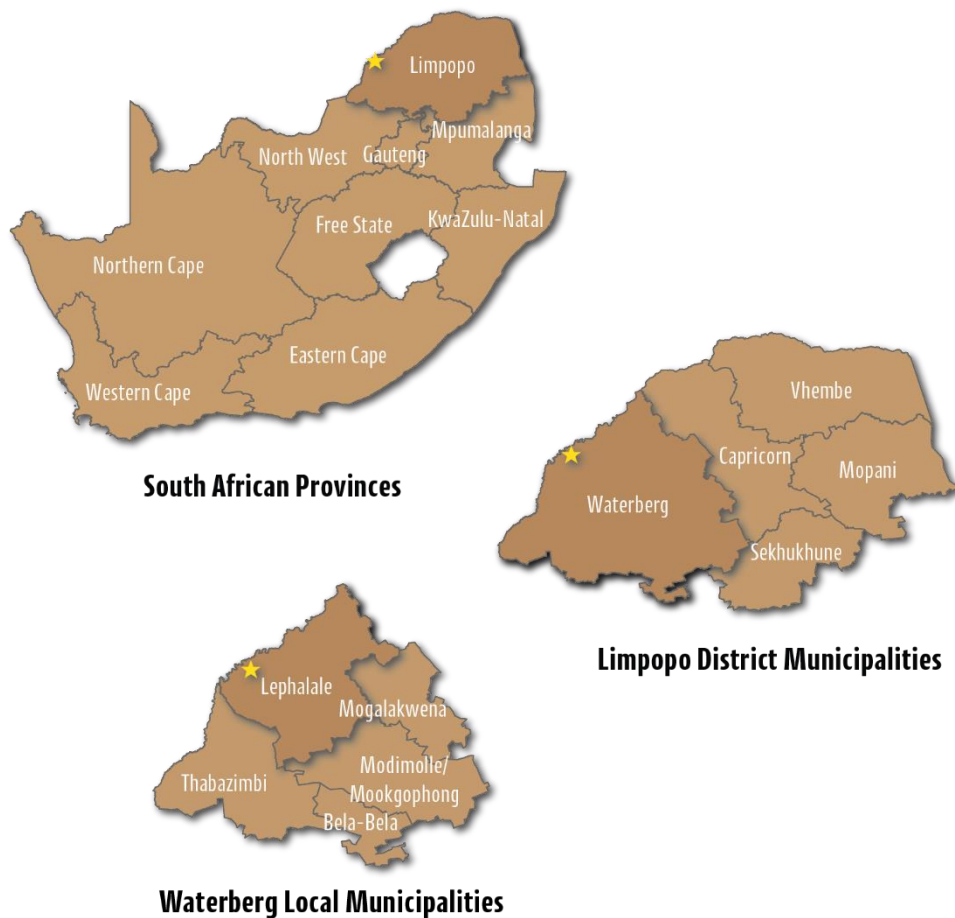 Limpopo
Mpumalanga
North West
Gauteng
Free State
KwaZulu-Natal
Northern Cape
Eastern Cape
Western Cape
South African Provinces
Vhembe
Capricorn
Mopani
Waterberg
Sekhukhune
Limpopo District Municipalities
Lephalale
Mogalakwena
Modimolle/
Mookgophong
Thabazimbi
Bela-Bela
Waterberg Local Municipalities